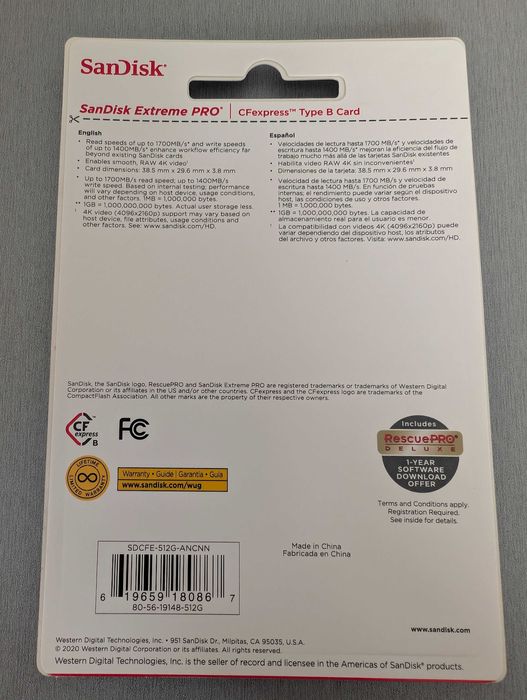 SanDisk®
SanDisk Extreme PRO® | CFexpress™ Type B Card
English
• Read speeds of up to 1700MB/s* and write speeds
of up to 1400MB/s* enhance workflow efficiency far
beyond existing SanDisk cards
• Enables smooth, RAW 4K video¹
• Card dimensions: 38.5 mm x 29.6 mm x 3.8 mm
* Up to 1700MB/s read speed; up to 1400MB/s
write speed. Based on internal testing; performance
will vary depending on host device, usage conditions,
and other factors. 1MB = 1,000,000 bytes.
** 1GB = 1,000,000,000 bytes. Actual user storage less.
¹ 4K video (4096x2160p) support may vary based on
host device, file attributes, usage conditions and
other factors. See: www.sandisk.com/HD.
Español
• Velocidades de lectura hasta 1700 MB/s* y velocidades de
escritura hasta 1400 MB/s* mejoran la eficiencia del flujo de
trabajo mucho más allá de las tarjetas SanDisk existentes
• Habilita video RAW 4K sin inconvenientes¹
• Dimensiones de la tarjeta: 38.5 mm x 29.6 mm x 3.8 mm
* Velocidad de lectura hasta 1700 MB/s y velocidad de
escritura hasta 1400 MB/s. En función de pruebas
internas; el rendimiento puede variar según el dispositivo
host, las condiciones de uso y otros factores.
1 MB = 1,000,000 bytes.
** 1GB = 1,000,000,000 bytes. La capacidad de
almacenamiento real para el usuario es menor.
¹ La compatibilidad con videos 4K (4096x2160p) puede
variar dependiendo del dispositivo host, los atributos
del archivo y otros factores. Visita: www.sandisk.com/HD.
SanDisk, the SanDisk logo, RescuePRO and SanDisk Extreme PRO are registered trademarks or trademarks of Western Digital
Corporation or its affiliates in the US and/or other countries. CFexpress and the CFexpress logo are trademarks of the
CompactFlash Association. All other marks are the property of their respective owners.
CF
express
B
FC
LIFETIME
LIMITED WARRANTY
Warranty • Guide | Garantía • Guía
www.sandisk.com/wug
Includes
RescuePRO®
DELUXE
1-YEAR
SOFTWARE
DOWNLOAD
OFFER
Terms and Conditions apply.
Registration Required.
See inside for details.
SDCFE-512G-ANCNN
6 19659 18086 7
80-56-19148-512G
Made in China
Fabricada en China
www.sandisk.com
Western Digital Technologies, Inc. • 951 SanDisk Dr., Milpitas, CA 95035, U.S.A.
© 2020 Western Digital Corporation or its affiliates. All rights reserved.
Western Digital Technologies, Inc. is the seller of record and licensee in the Americas of SanDisk® products.